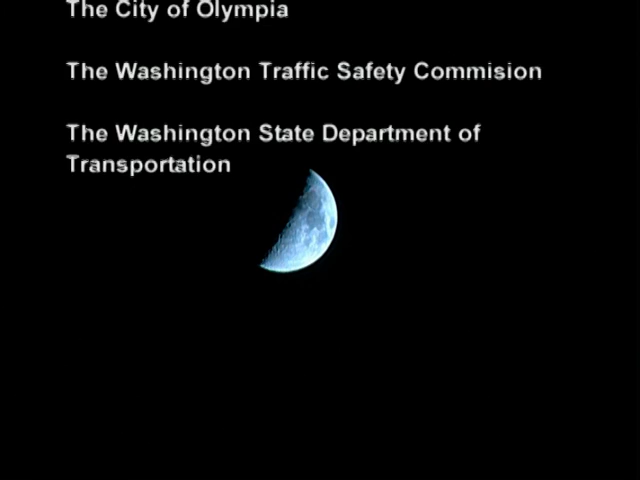 The City of Olympia
The Washington Traffic Safety Commision
The Washington State Department of
Transportation